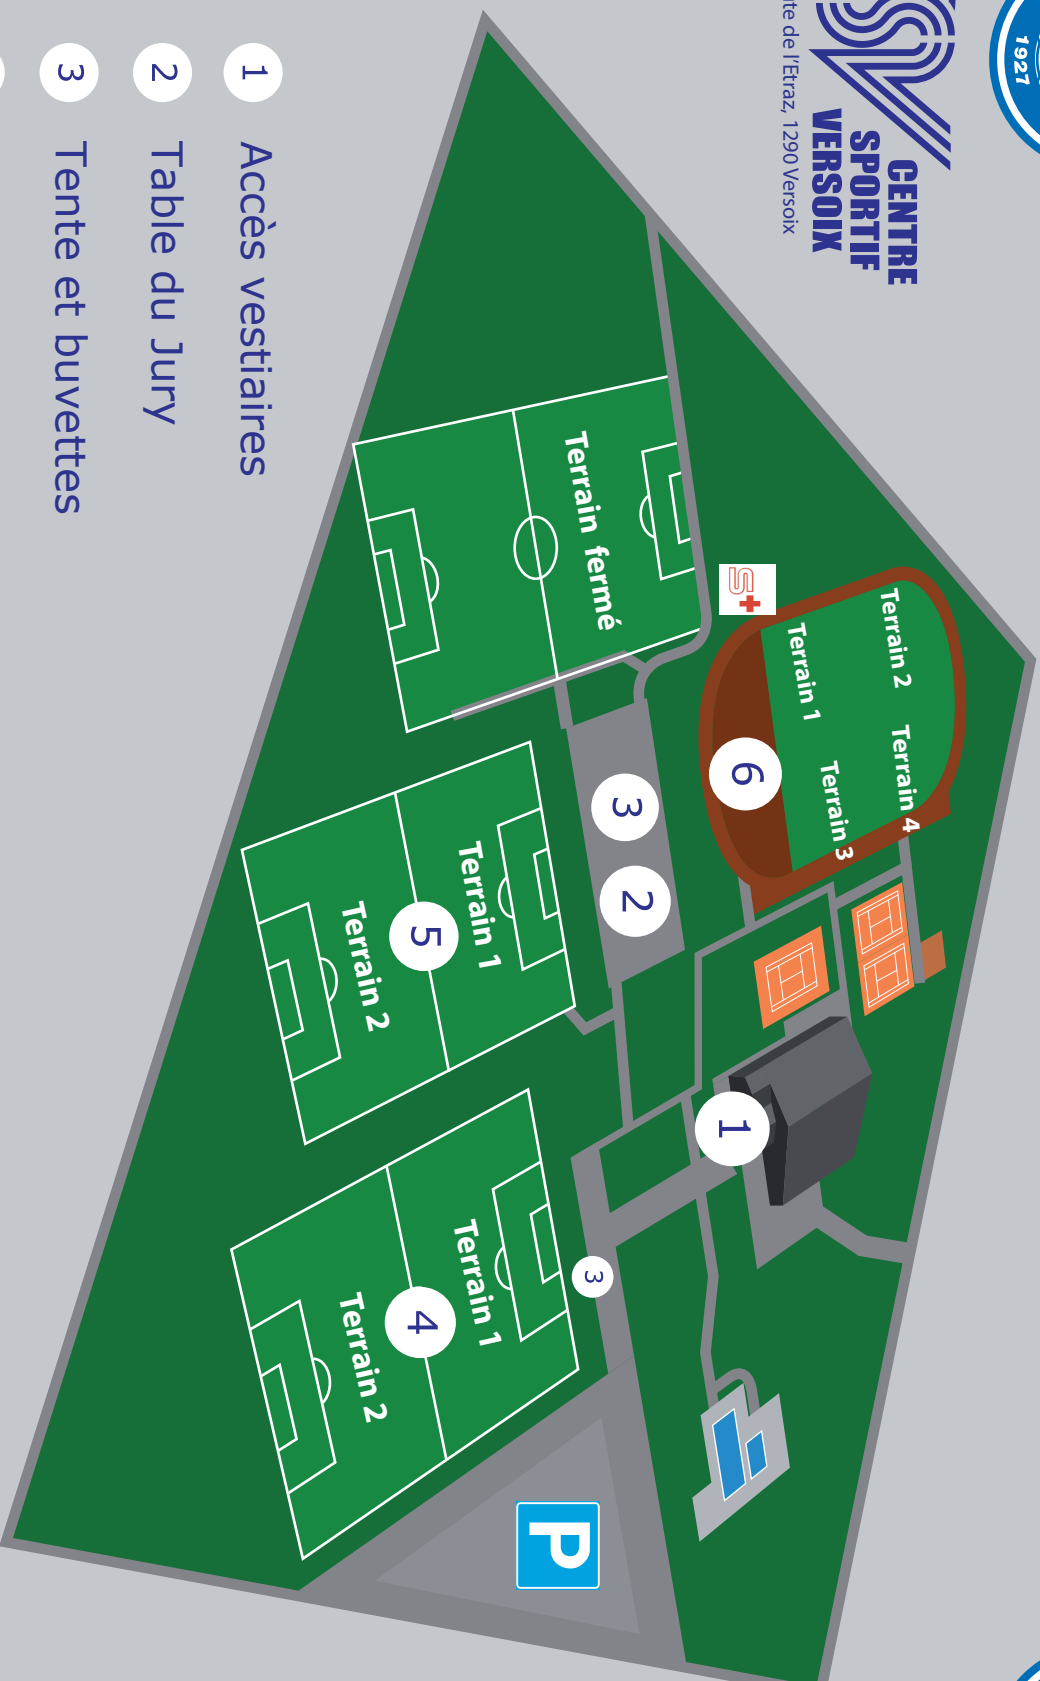 1927
CENTRE
SPORTIF
VERSOIX
te de l'Etraz, 1290 Versoix
Terrain 2
Terrain 4
Terrain 1
Terrain 3
6
S+
Terrain fermé
3
2
1
3
Terrain 1
5
Terrain 2
Terrain 1
4
Terrain 2
P
1 Accès vestiaires
2 Table du Jury
3 Tente et buvettes